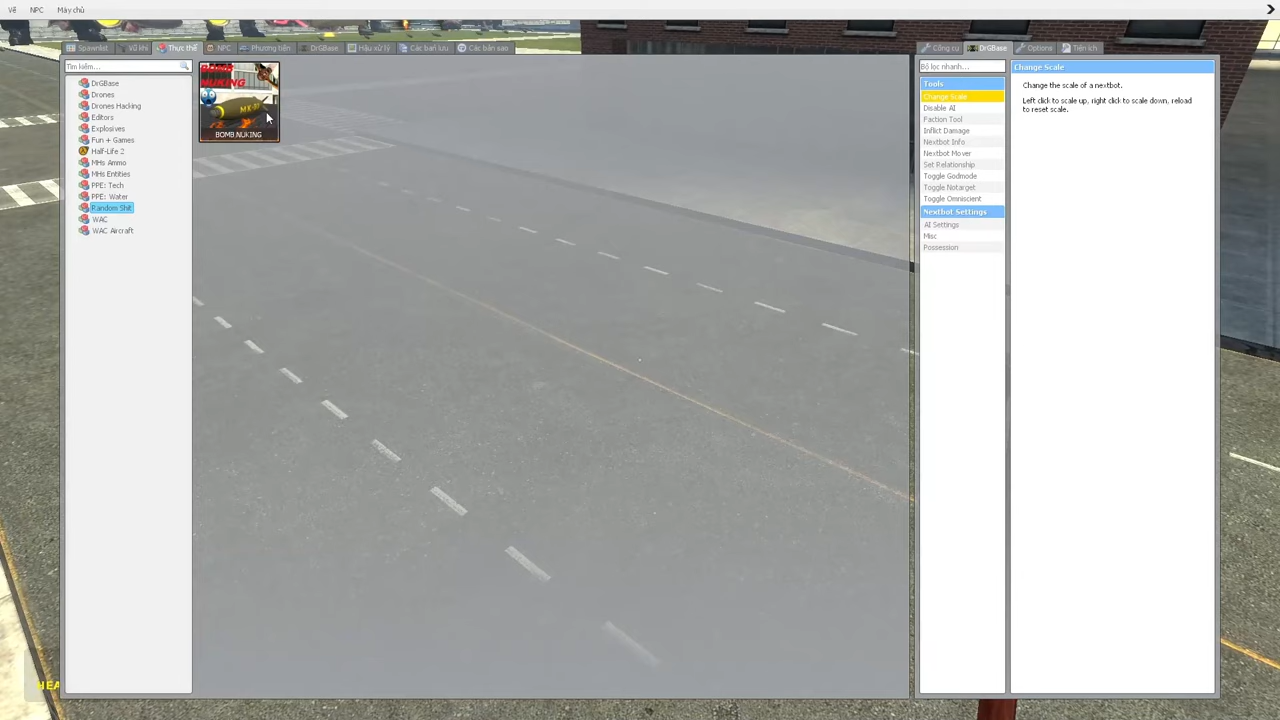 Vẽ NPC Máy chủ
Spawnlist Vũ khí Thực thể NPC Phương tiện DrGBase Hậu xử lý Các bản lưu Các bản sao
Công cụ DrGBase Options Tiện ích
Tìm kiếm...
DrGBase
Drones
Drones Hacking
Editors
Explosives
Fun + Games
Half-Life 2
MHs Ammo
MHs Entities
PPE: Tech
PPE: Water
Random Shit
WAC
WAC Aircraft
BOMB
NUKING
BOMB NUKING
Bộ lọc nhanh...
Tools
Change Scale
Disable AI
Faction Tool
Inflict Damage
Nextbot Info
Nextbot Mover
Set Relationship
Toggle Godmode
Toggle Notarget
Toggle Omniscient
Nextbot Settings
AI Settings
Misc
Possession
Change Scale
Change the scale of a nextbot.
Left click to scale up, right click to scale down, reload
to reset scale.
HEA